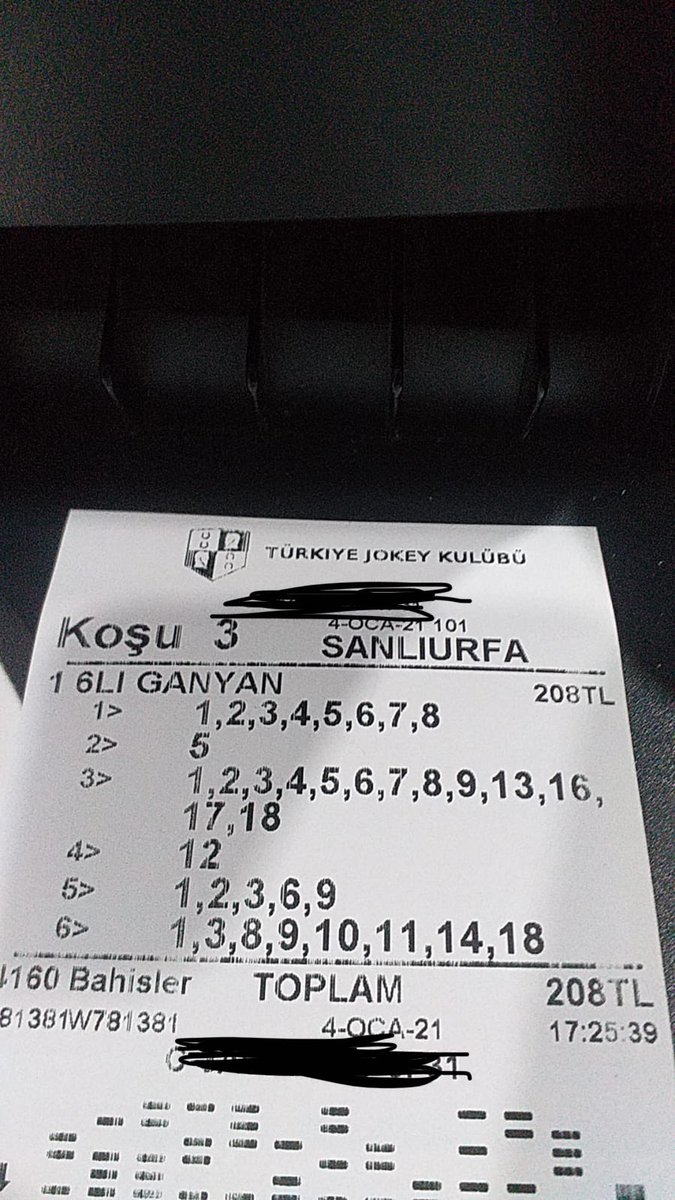 TÜRKIYE JOKEY KULÜBÜ
4-OCA-21 101
Koşu 3 SANLIURFA
1 6LI GANYAN 208TL
1> 1,2,3,4,5,6,7,8
2> 5
3> 1,2,3,4,5,6,7,8,9,13,16,
17,18
4> 12
5> 1,2,3,6,9
6> 1,3,8,9,10,11,14,18
4160 Bahisler TOPLAM 208TL
81381W781381 4-OCA-21 17:25:39